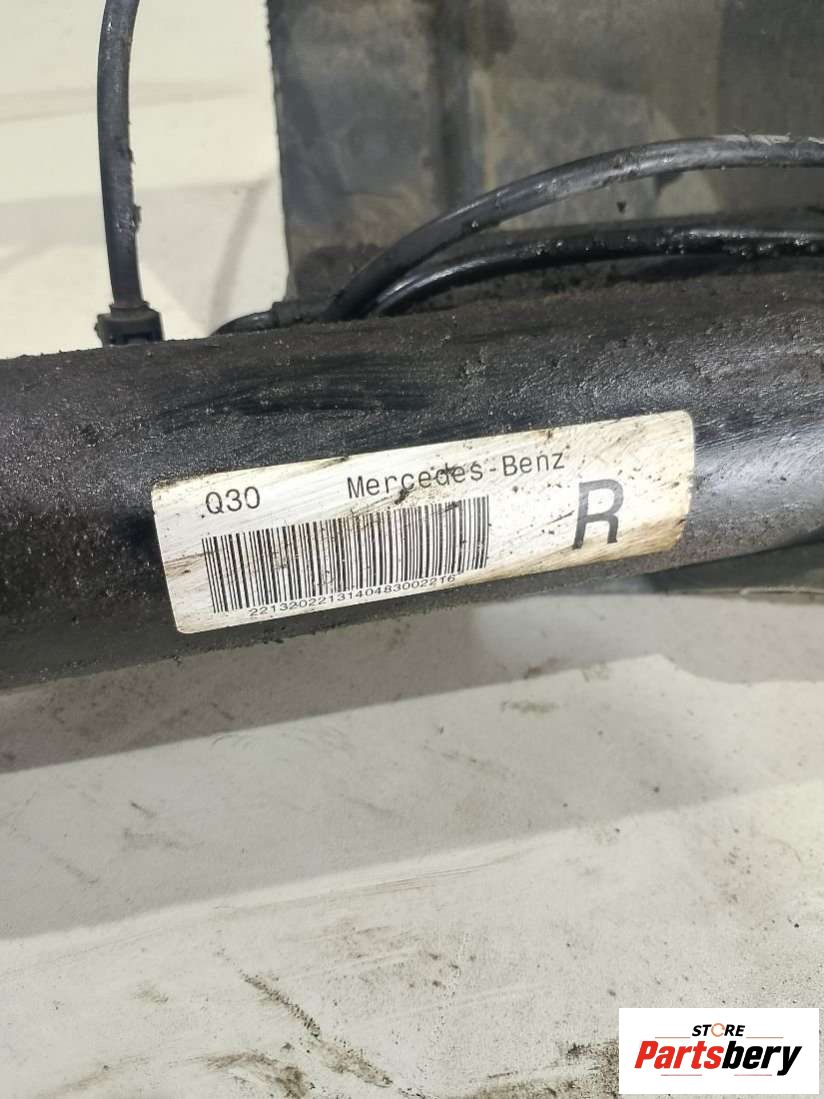 Q30 Mercedes-Benz
R
2213202213140483002216
STORE
Partsbery